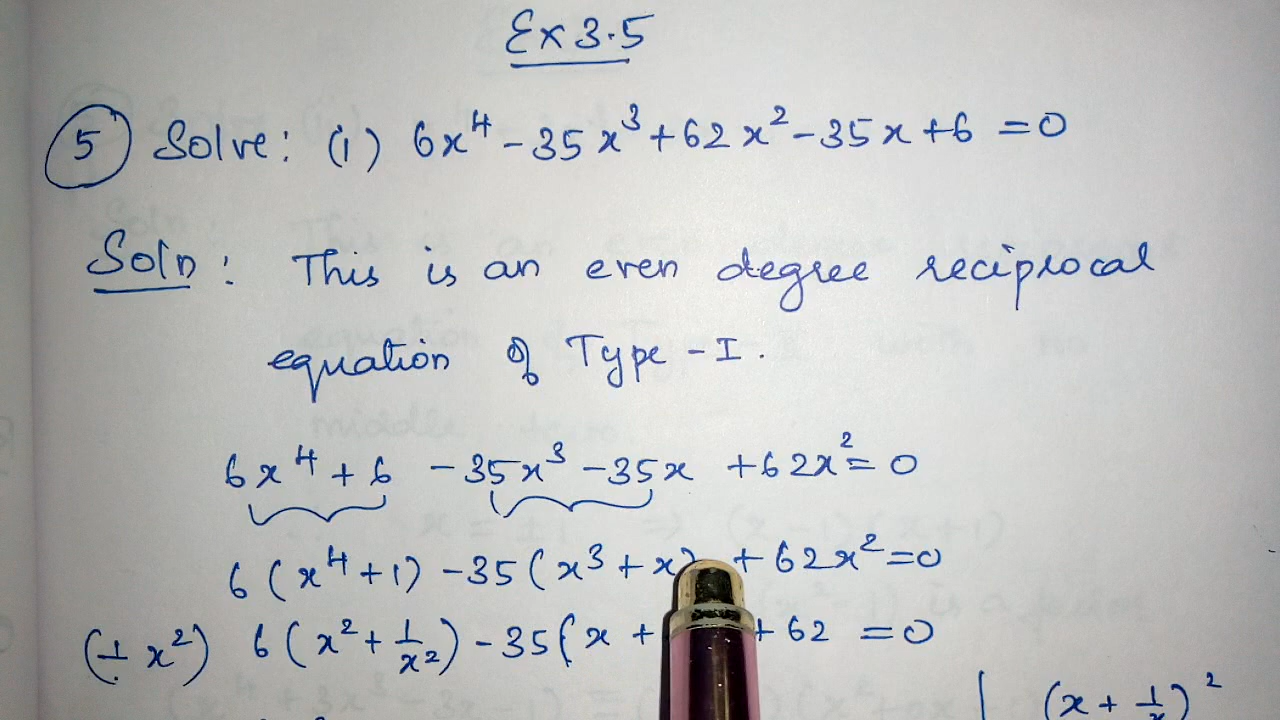 Ex 3.5
5 Solve: (i) 6x⁴ - 35x³ + 62x² - 35x + 6 = 0
Soln: This is an even degree reciprocal
equation of Type - I.
6x⁴ + 6 - 35x³ - 35x + 62x² = 0
6(x⁴ + 1) - 35(x³ + x) + 62x² = 0
(÷ x²) 6(x² + 1/x²) - 35(x + + 62 = 0
(x + 1/x)²